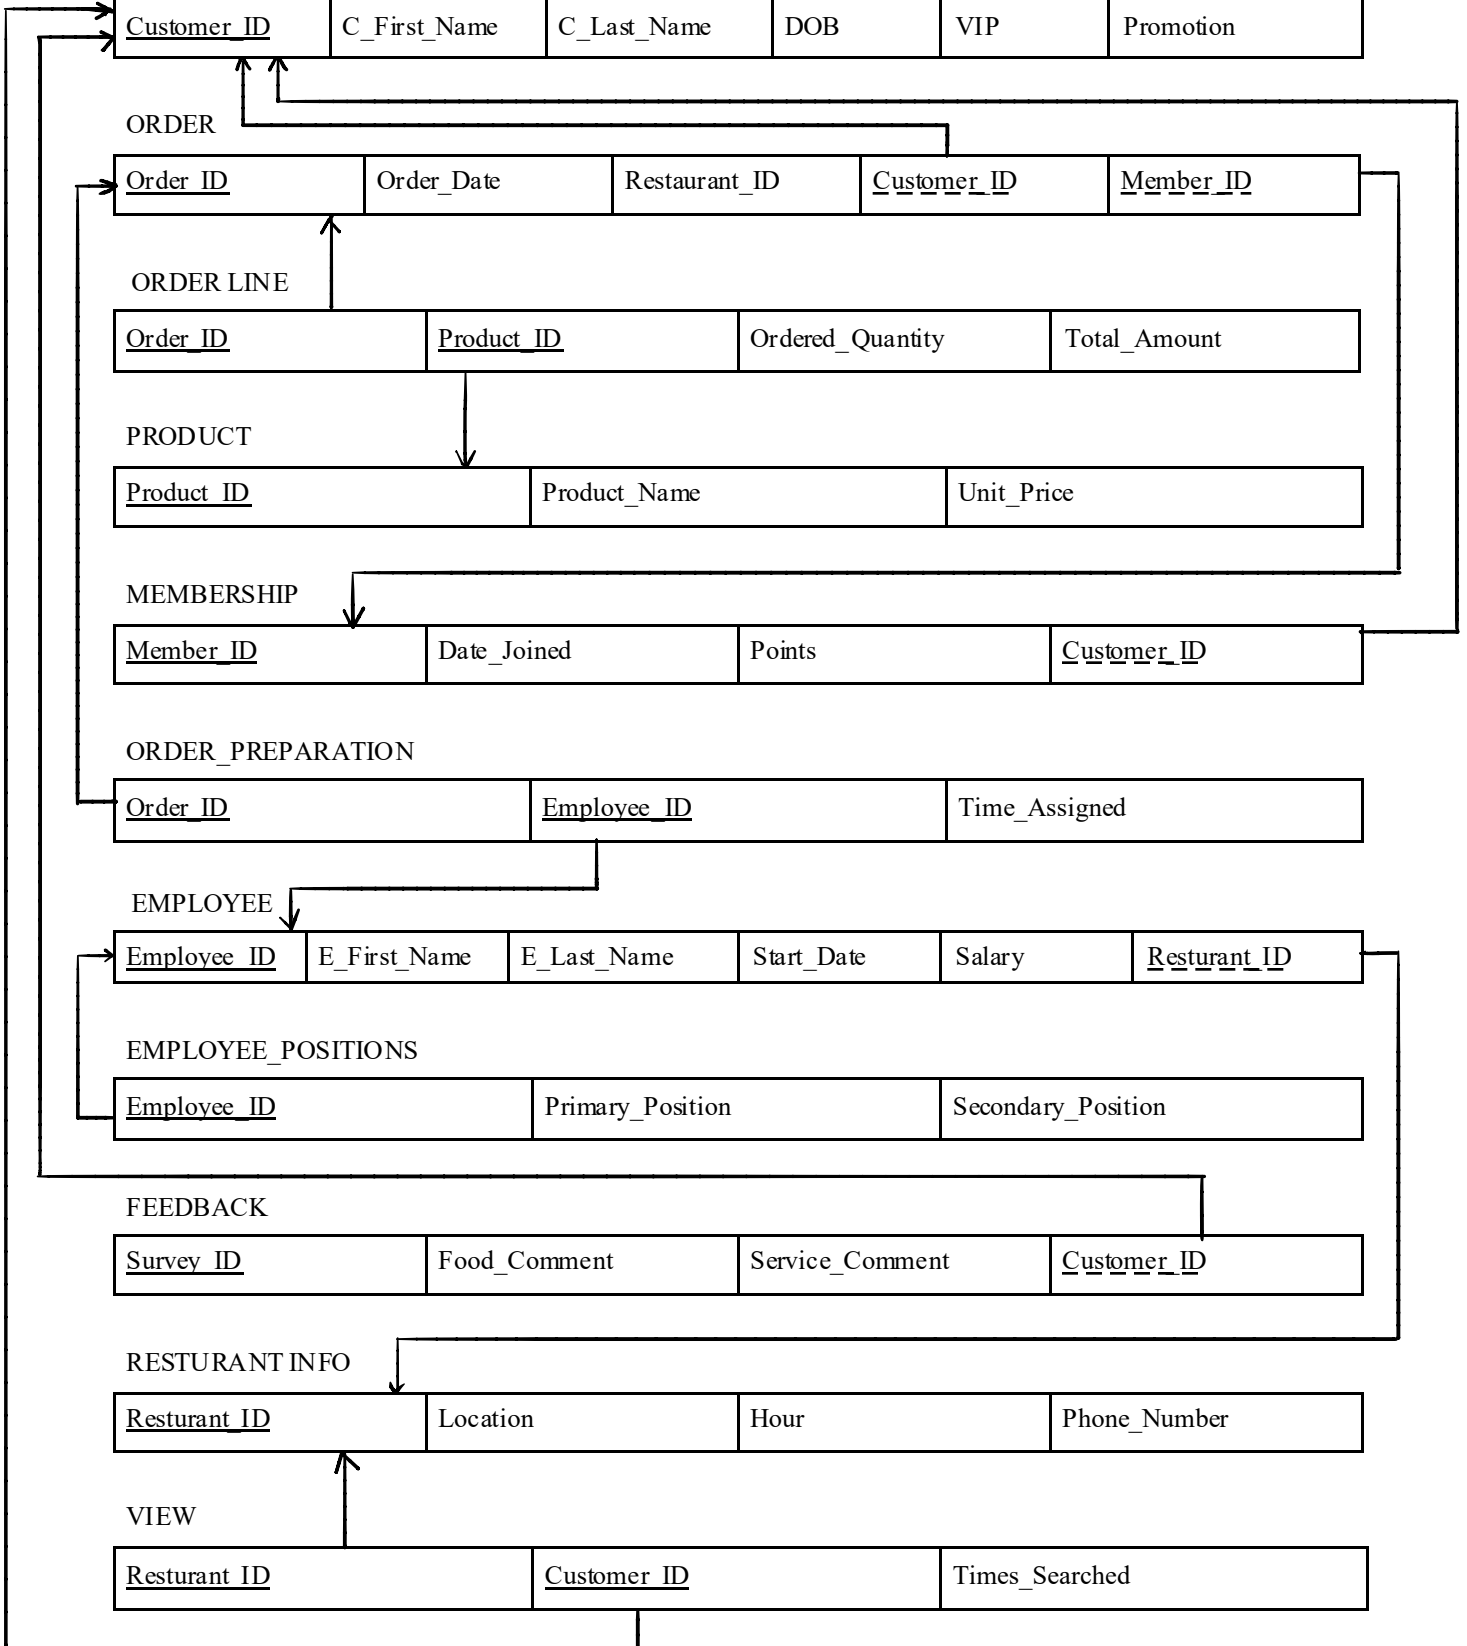 Customer_ID C_First_Name C_Last_Name DOB VIP Promotion
ORDER
Order_ID Order_Date Restaurant_ID Customer_ID Member_ID
ORDER LINE
Order_ID Product_ID Ordered_Quantity Total_Amount
PRODUCT
Product_ID Product_Name Unit_Price
MEMBERSHIP
Member_ID Date_Joined Points Customer_ID
ORDER_PREPARATION
Order_ID Employee_ID Time_Assigned
EMPLOYEE
Employee_ID E_First_Name E_Last_Name Start_Date Salary Resturant_ID
EMPLOYEE_POSITIONS
Employee_ID Primary_Position Secondary_Position
FEEDBACK
Survey_ID Food_Comment Service_Comment Customer_ID
RESTURANT INFO
Resturant_ID Location Hour Phone_Number
VIEW
Resturant_ID Customer_ID Times_Searched